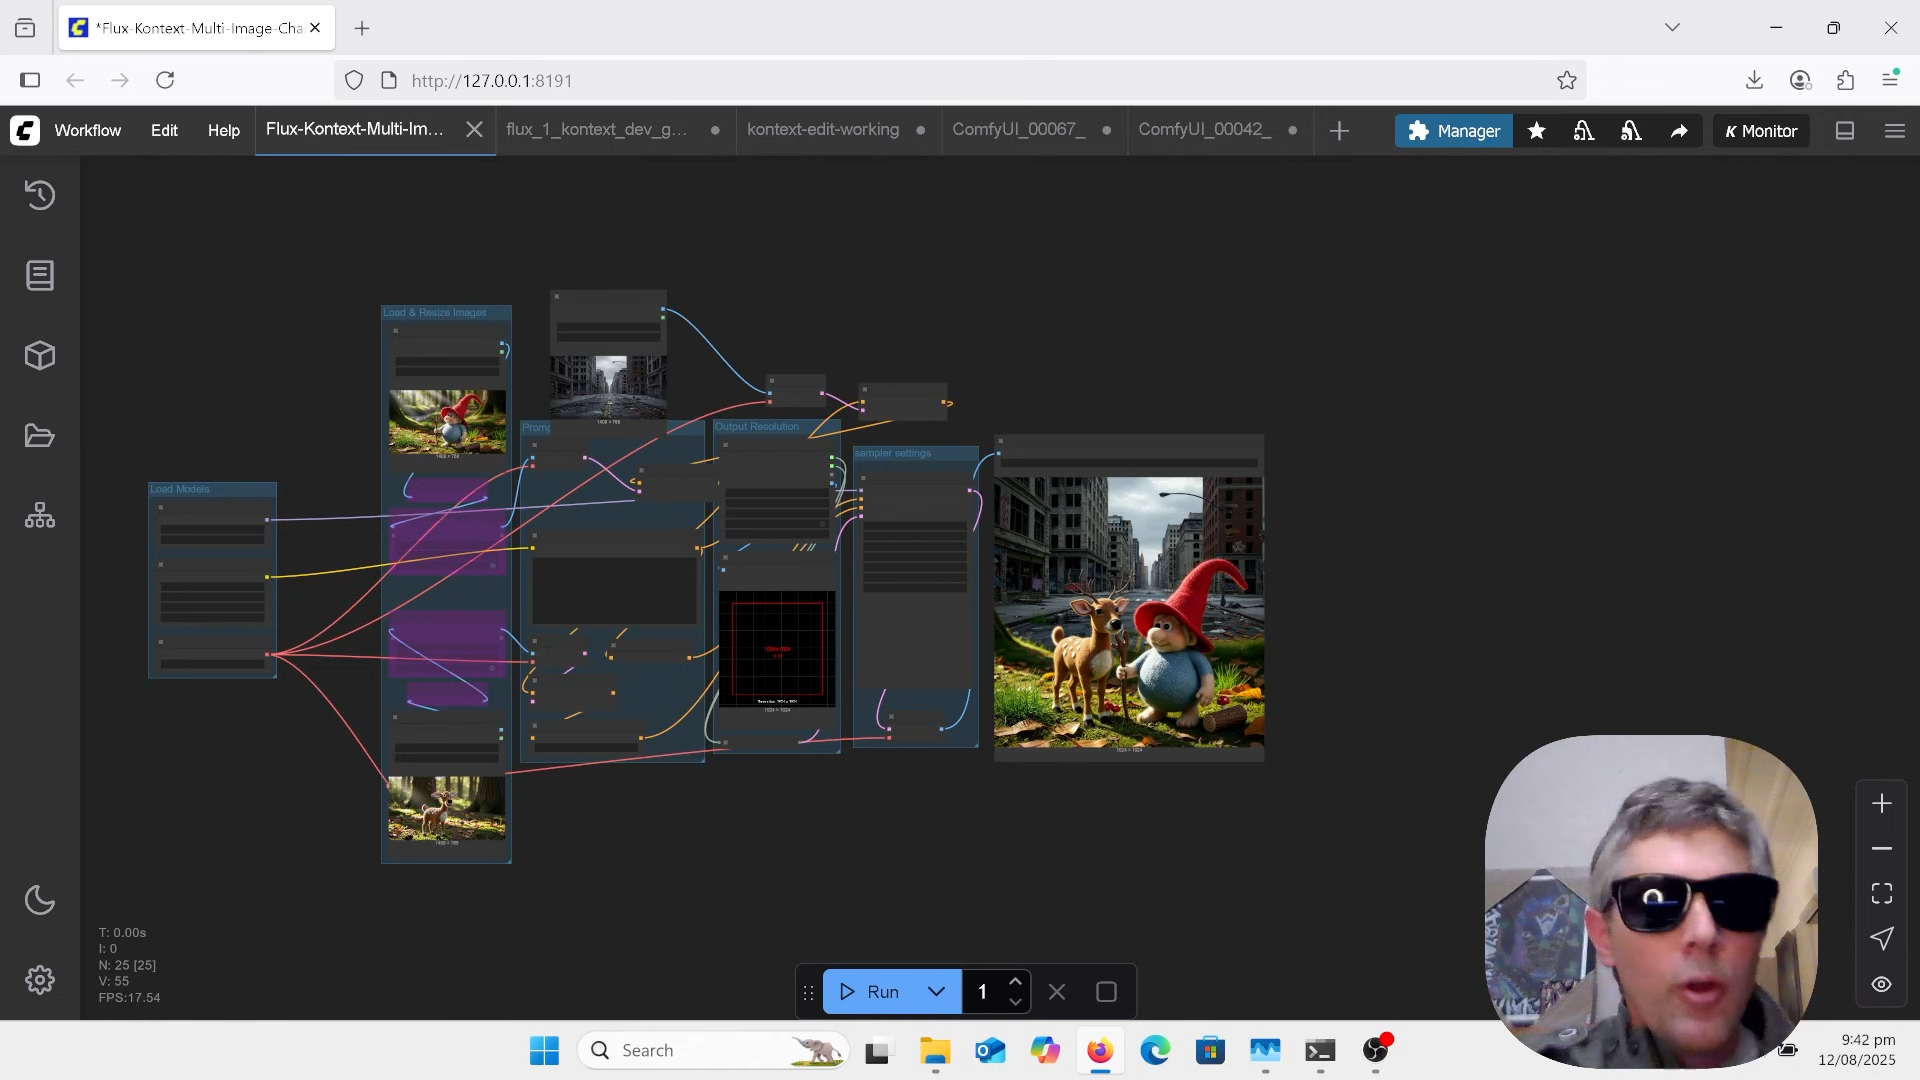 *Flux-Kontext-Multi-Image-Cha
http://127.0.0.1:8191
Workflow
Edit
Help
Flux-Kontext-Multi-Im...
flux_1_kontext_dev_g...
kontext-edit-working
ComfyUI_00067_
ComfyUI_00042_
Manager
K Monitor
Load & Resize Images
Output Resolution
sampler settings
Load Models
T: 0.00s
I: 0
N: 25 [25]
V: 55
FPS:17.54
Run
1
Search
9:42 pm
12/08/2025